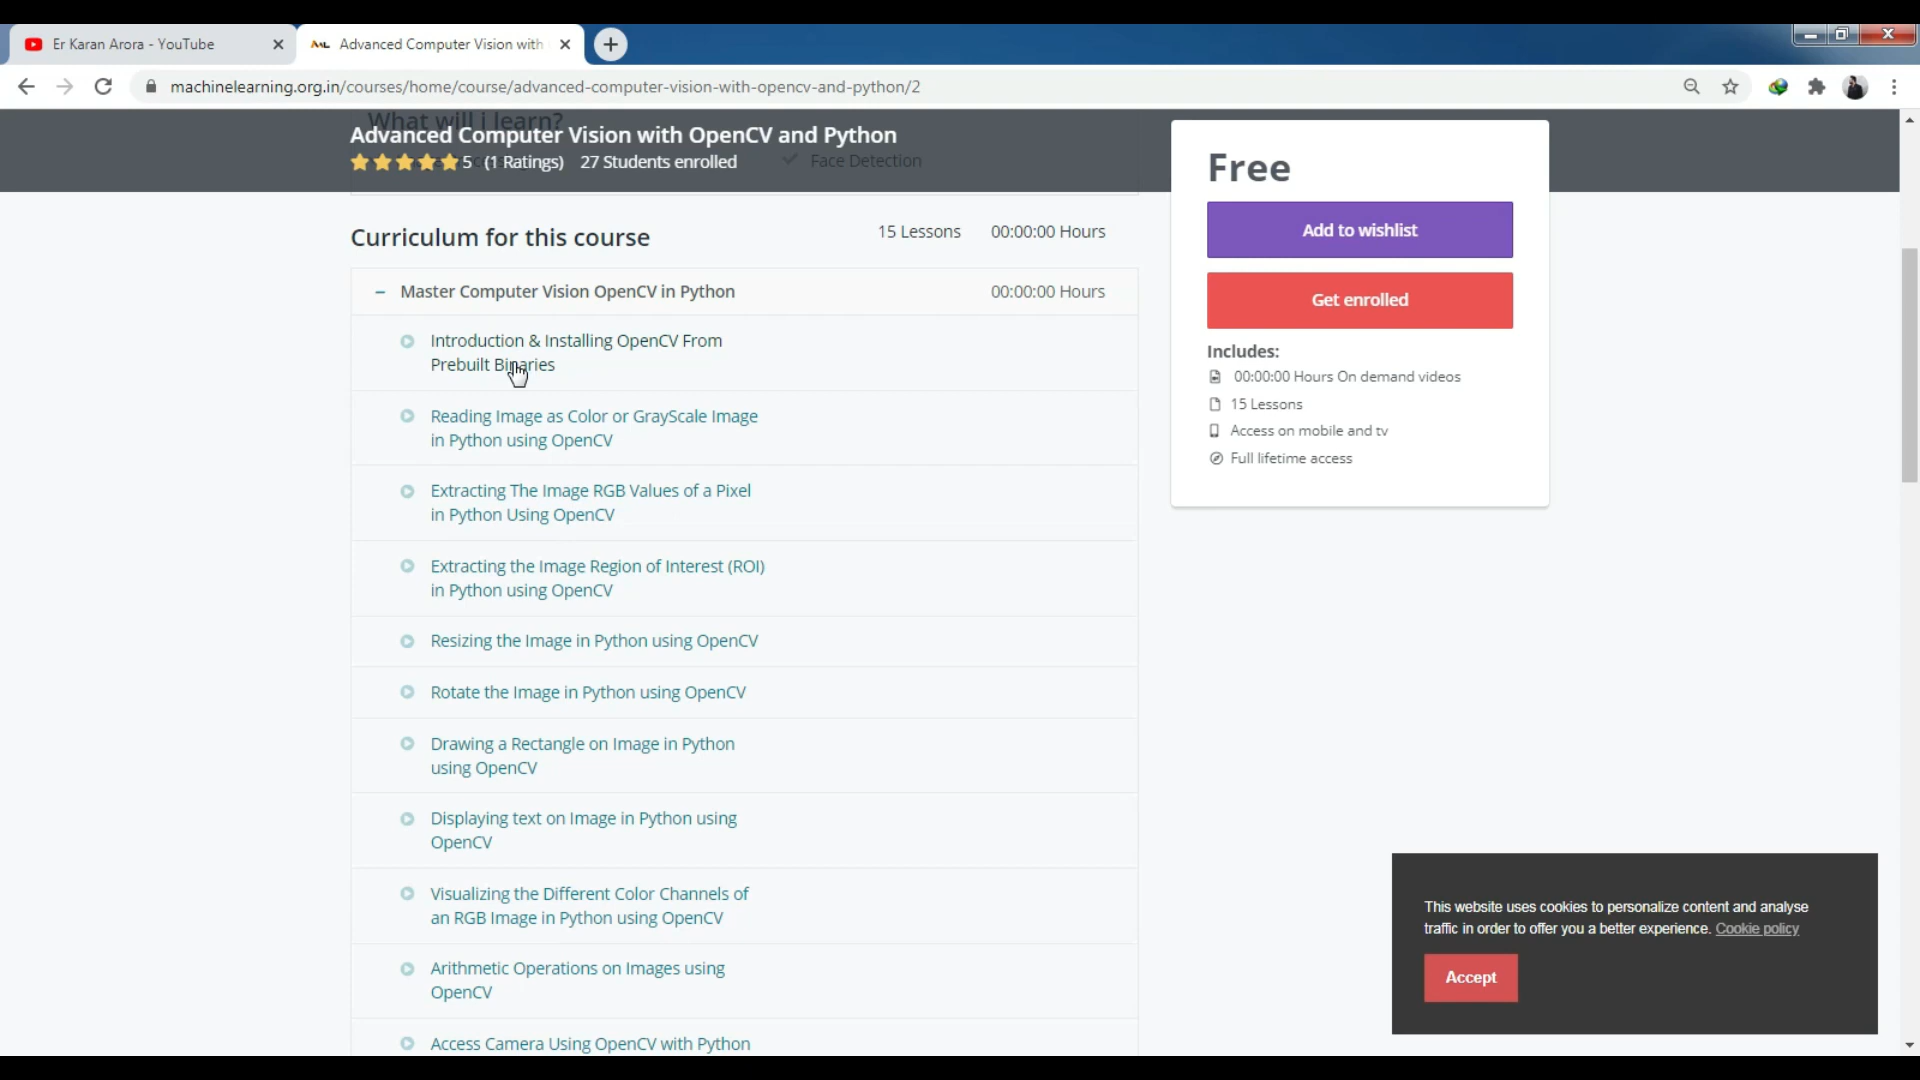 Er Karan Arora - YouTube
Advanced Computer Vision with
machinelearning.org.in/courses/home/course/advanced-computer-vision-with-opencv-and-python/2
What will i learn?
Advanced Computer Vision with OpenCV and Python
5 (1 Ratings) 27 Students enrolled
Face Detection
Free
Add to wishlist
Get enrolled
Includes:
00:00:00 Hours On demand videos
15 Lessons
Access on mobile and tv
Full lifetime access
Curriculum for this course
15 Lessons 00:00:00 Hours
Master Computer Vision OpenCV in Python 00:00:00 Hours
Introduction & Installing OpenCV From
Prebuilt Binaries
Reading Image as Color or GrayScale Image
in Python using OpenCV
Extracting The Image RGB Values of a Pixel
in Python Using OpenCV
Extracting the Image Region of Interest (ROI)
in Python using OpenCV
Resizing the Image in Python using OpenCV
Rotate the Image in Python using OpenCV
Drawing a Rectangle on Image in Python
using OpenCV
Displaying text on Image in Python using
OpenCV
Visualizing the Different Color Channels of
an RGB Image in Python using OpenCV
Arithmetic Operations on Images using
OpenCV
Access Camera Using OpenCV with Python
This website uses cookies to personalize content and analyse
traffic in order to offer you a better experience. Cookie policy
Accept